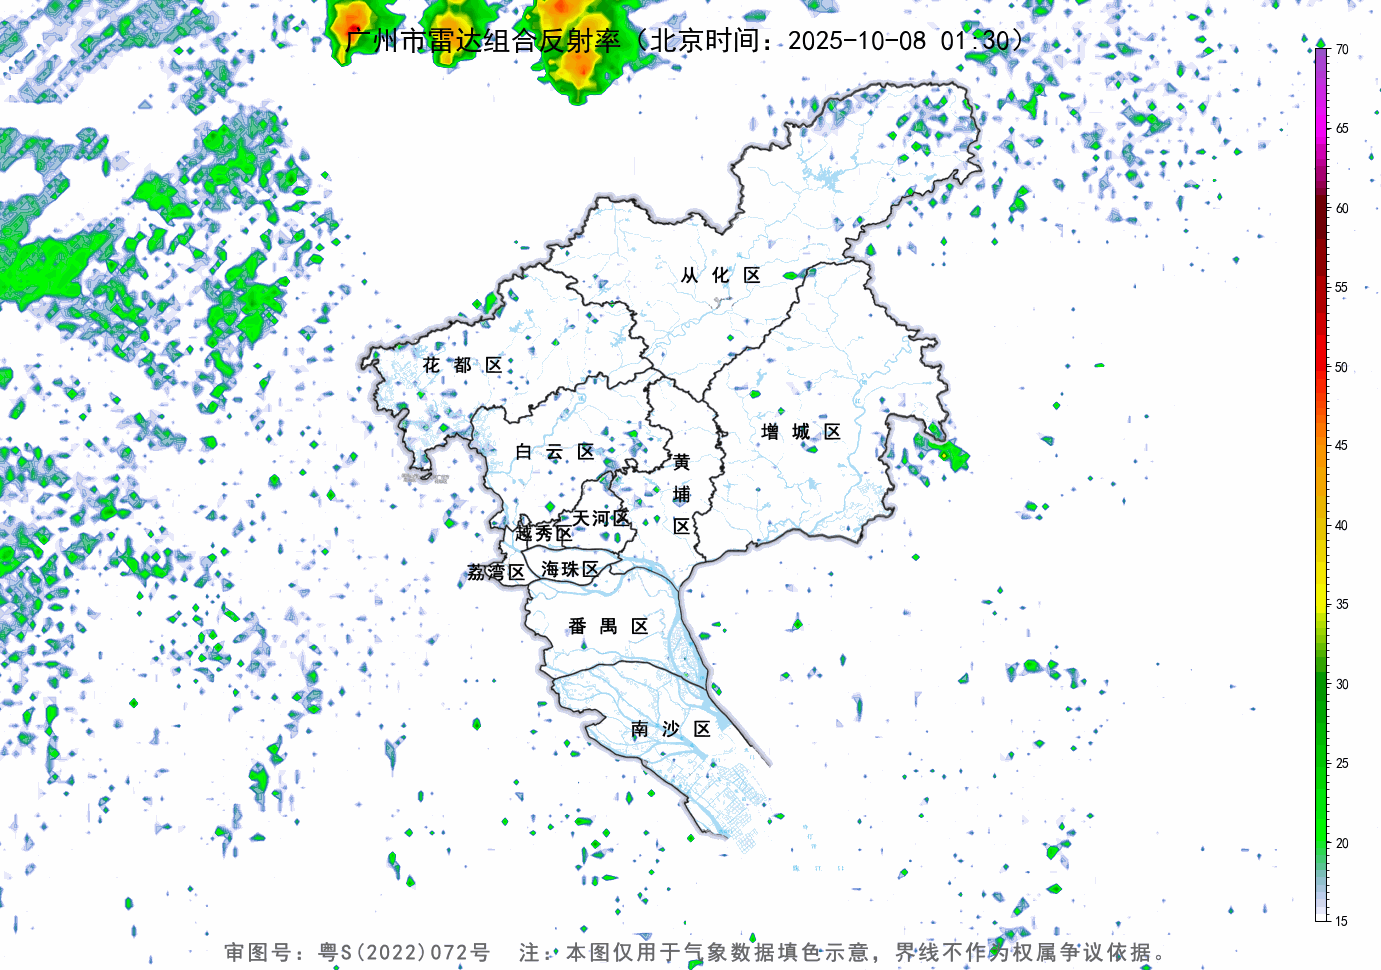 广州市雷达组合反射率（北京时间：2025-10-08 01:30）
70
65
60
55
50
45
40
35
30
25
20
15
从化区
花都区
增城区
白云区
黄埔区
天河区
越秀区
荔湾区
海珠区
番禺区
南沙区
审图号：粤S(2022)072号 注：本图仅用于气象数据填色示意，界线不作为权属争议依据。